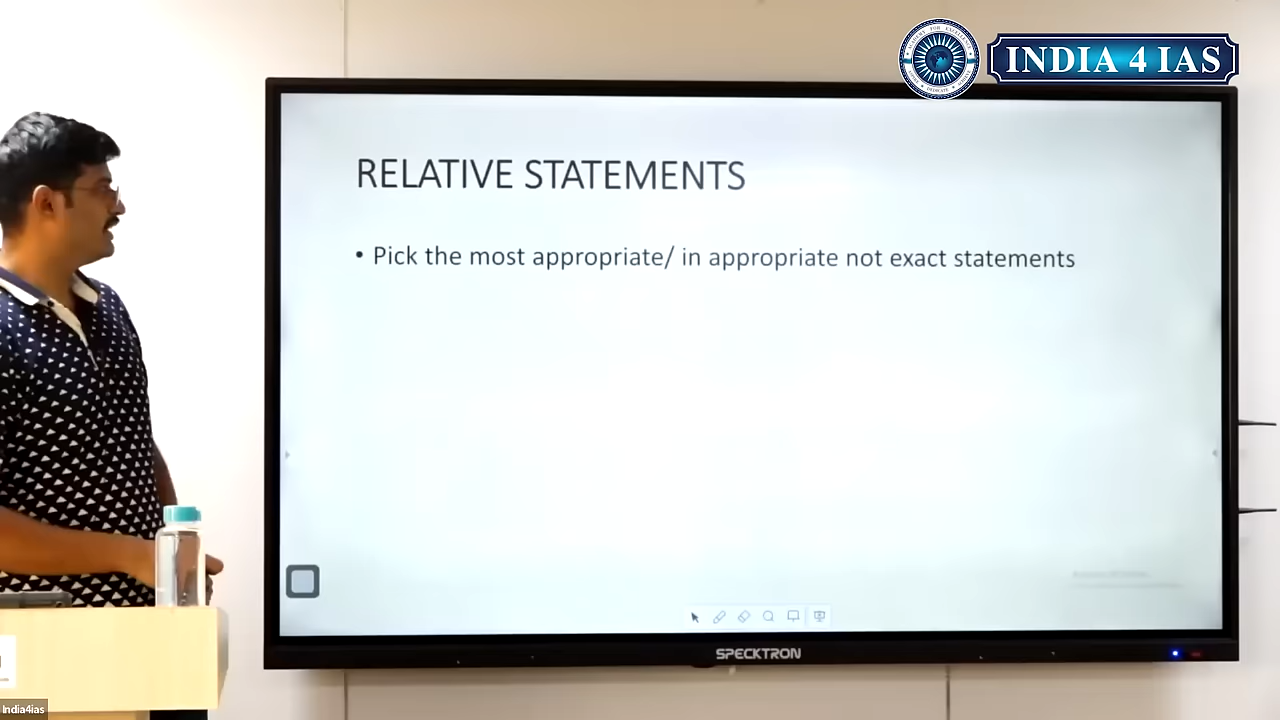 INDIA 4 IAS
RELATIVE STATEMENTS
• Pick the most appropriate/ in appropriate not exact statements
SPECKTRON
India4ias